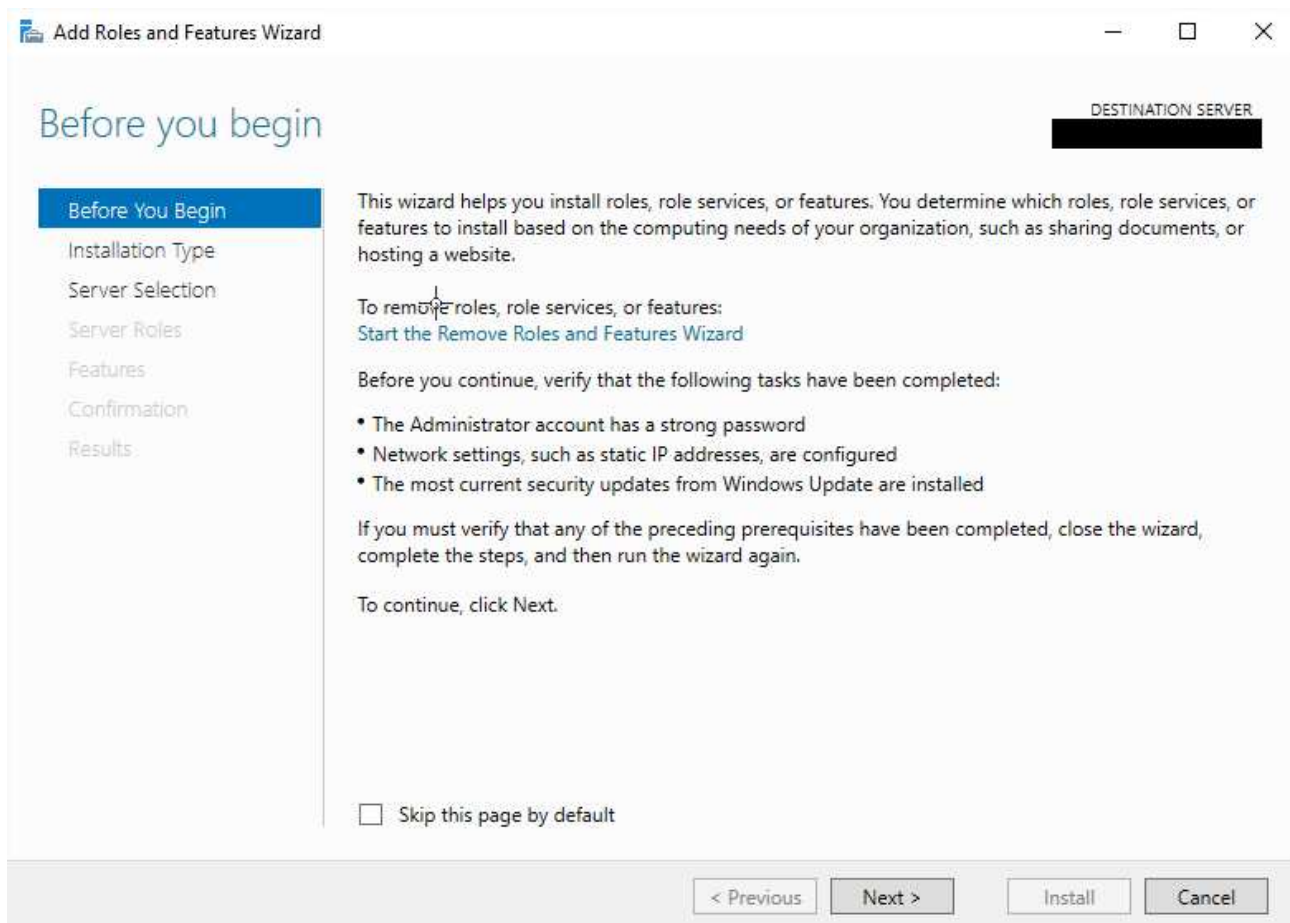 Add Roles and Features Wizard
Before you begin
DESTINATION SERVER
Before You Begin
Installation Type
Server Selection
Server Roles
Features
Confirmation
Results
This wizard helps you install roles, role services, or features. You determine which roles, role services, or
features to install based on the computing needs of your organization, such as sharing documents, or
hosting a website.
To remove roles, role services, or features:
Start the Remove Roles and Features Wizard
Before you continue, verify that the following tasks have been completed:
• The Administrator account has a strong password
• Network settings, such as static IP addresses, are configured
• The most current security updates from Windows Update are installed
If you must verify that any of the preceding prerequisites have been completed, close the wizard,
complete the steps, and then run the wizard again.
To continue, click Next.
Skip this page by default
< Previous
Next >
Install
Cancel